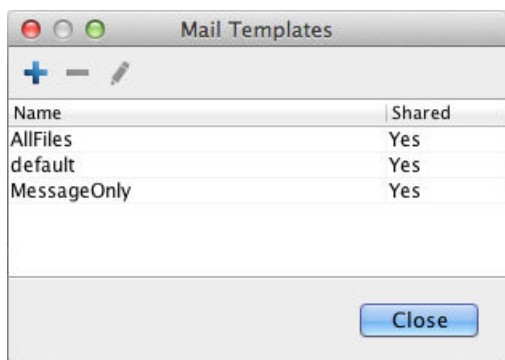 Mail Templates
Name Shared
AllFiles Yes
default Yes
MessageOnly Yes
Close